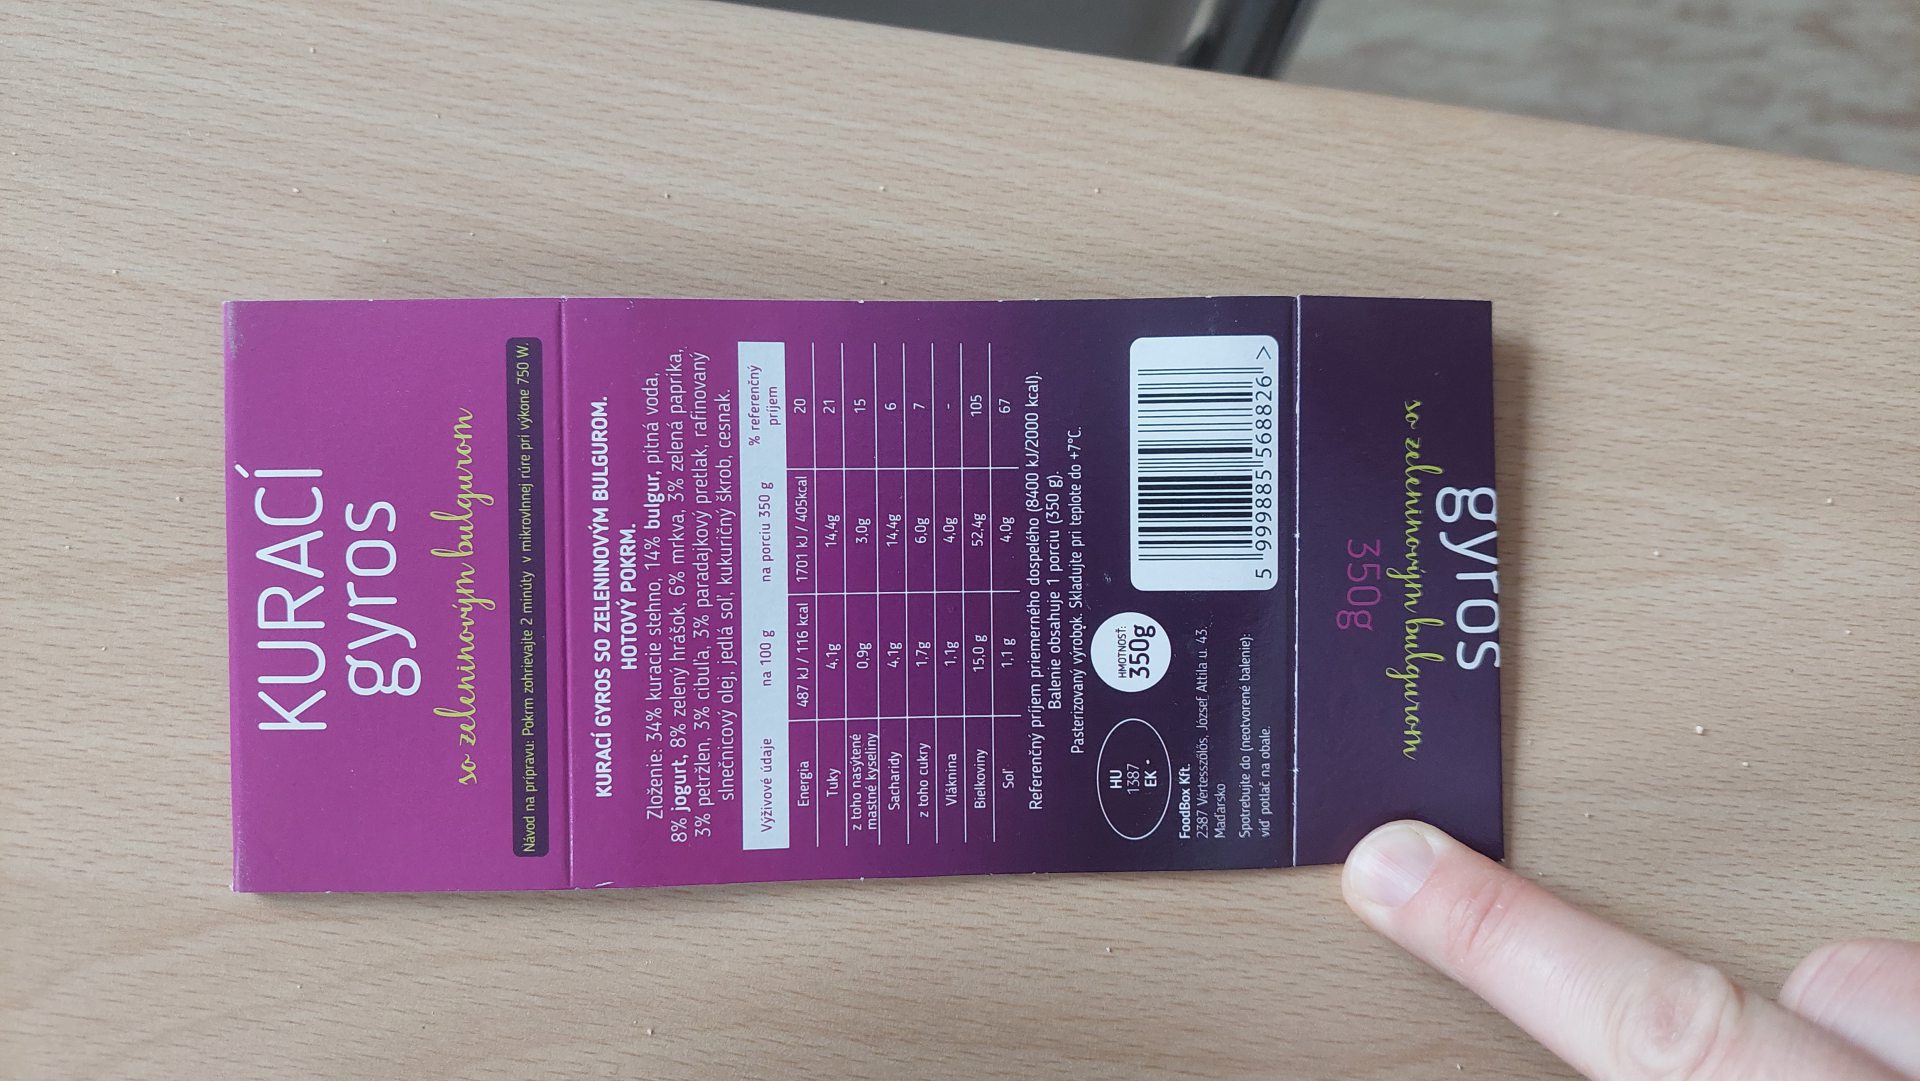 KURACÍ
gyros
so zeleninovým bulgurom
Návod na prípravu: Pokrm zohrievajte 2 minúty v mikrovlnnej rúre pri výkone 750 W.
KURACÍ GYROS SO ZELENINOVÝM BULGUROM.
HOTOVÝ POKRM.
Zloženie: 34% kuracie stehno, 14% bulgur, pitná voda,
8% jogurt, 8% zelený hrášok, 6% mrkva, 3% zelená paprika,
3% petržlen, 3% cibuľa, 3% paradajkový pretlak, rafinovaný
slnečnicový olej, jedlá soľ, kukuričný škrob, cesnak.
Výživové údaje na 100 g na porciu 350 g % referenčný príjem
Energia 487 kJ / 116 kcal 1701 kJ / 405kcal 20
Tuky 4,1g 14,4g 21
z toho nasýtené mastné kyseliny 0,9g 3,0g 15
Sacharidy 4,1g 14,4g 6
z toho cukry 1,7g 6,0g 7
Vláknina 1,1g 4,0g -
Bielkoviny 15,0 g 52,4g 105
Soľ 1,1 g 4,0g 67
Referenčný príjem priemerného dospelého (8400 kJ/2000 kcal).
Balenie obsahuje 1 porciu (350 g).
Pasterizovaný výrobok. Skladujte pri teplote do +7°C.
HU
1387
EK
HMOTNOSŤ:
350g
5 999885 568826 >
FoodBox Kft.
2387 Vértesszőlős, József Attila u. 43.
Maďarsko
Spotrebujte do (neotvorené balenie):
viď potlač na obale.
350g
so zeleninovým bulgurom
gyros